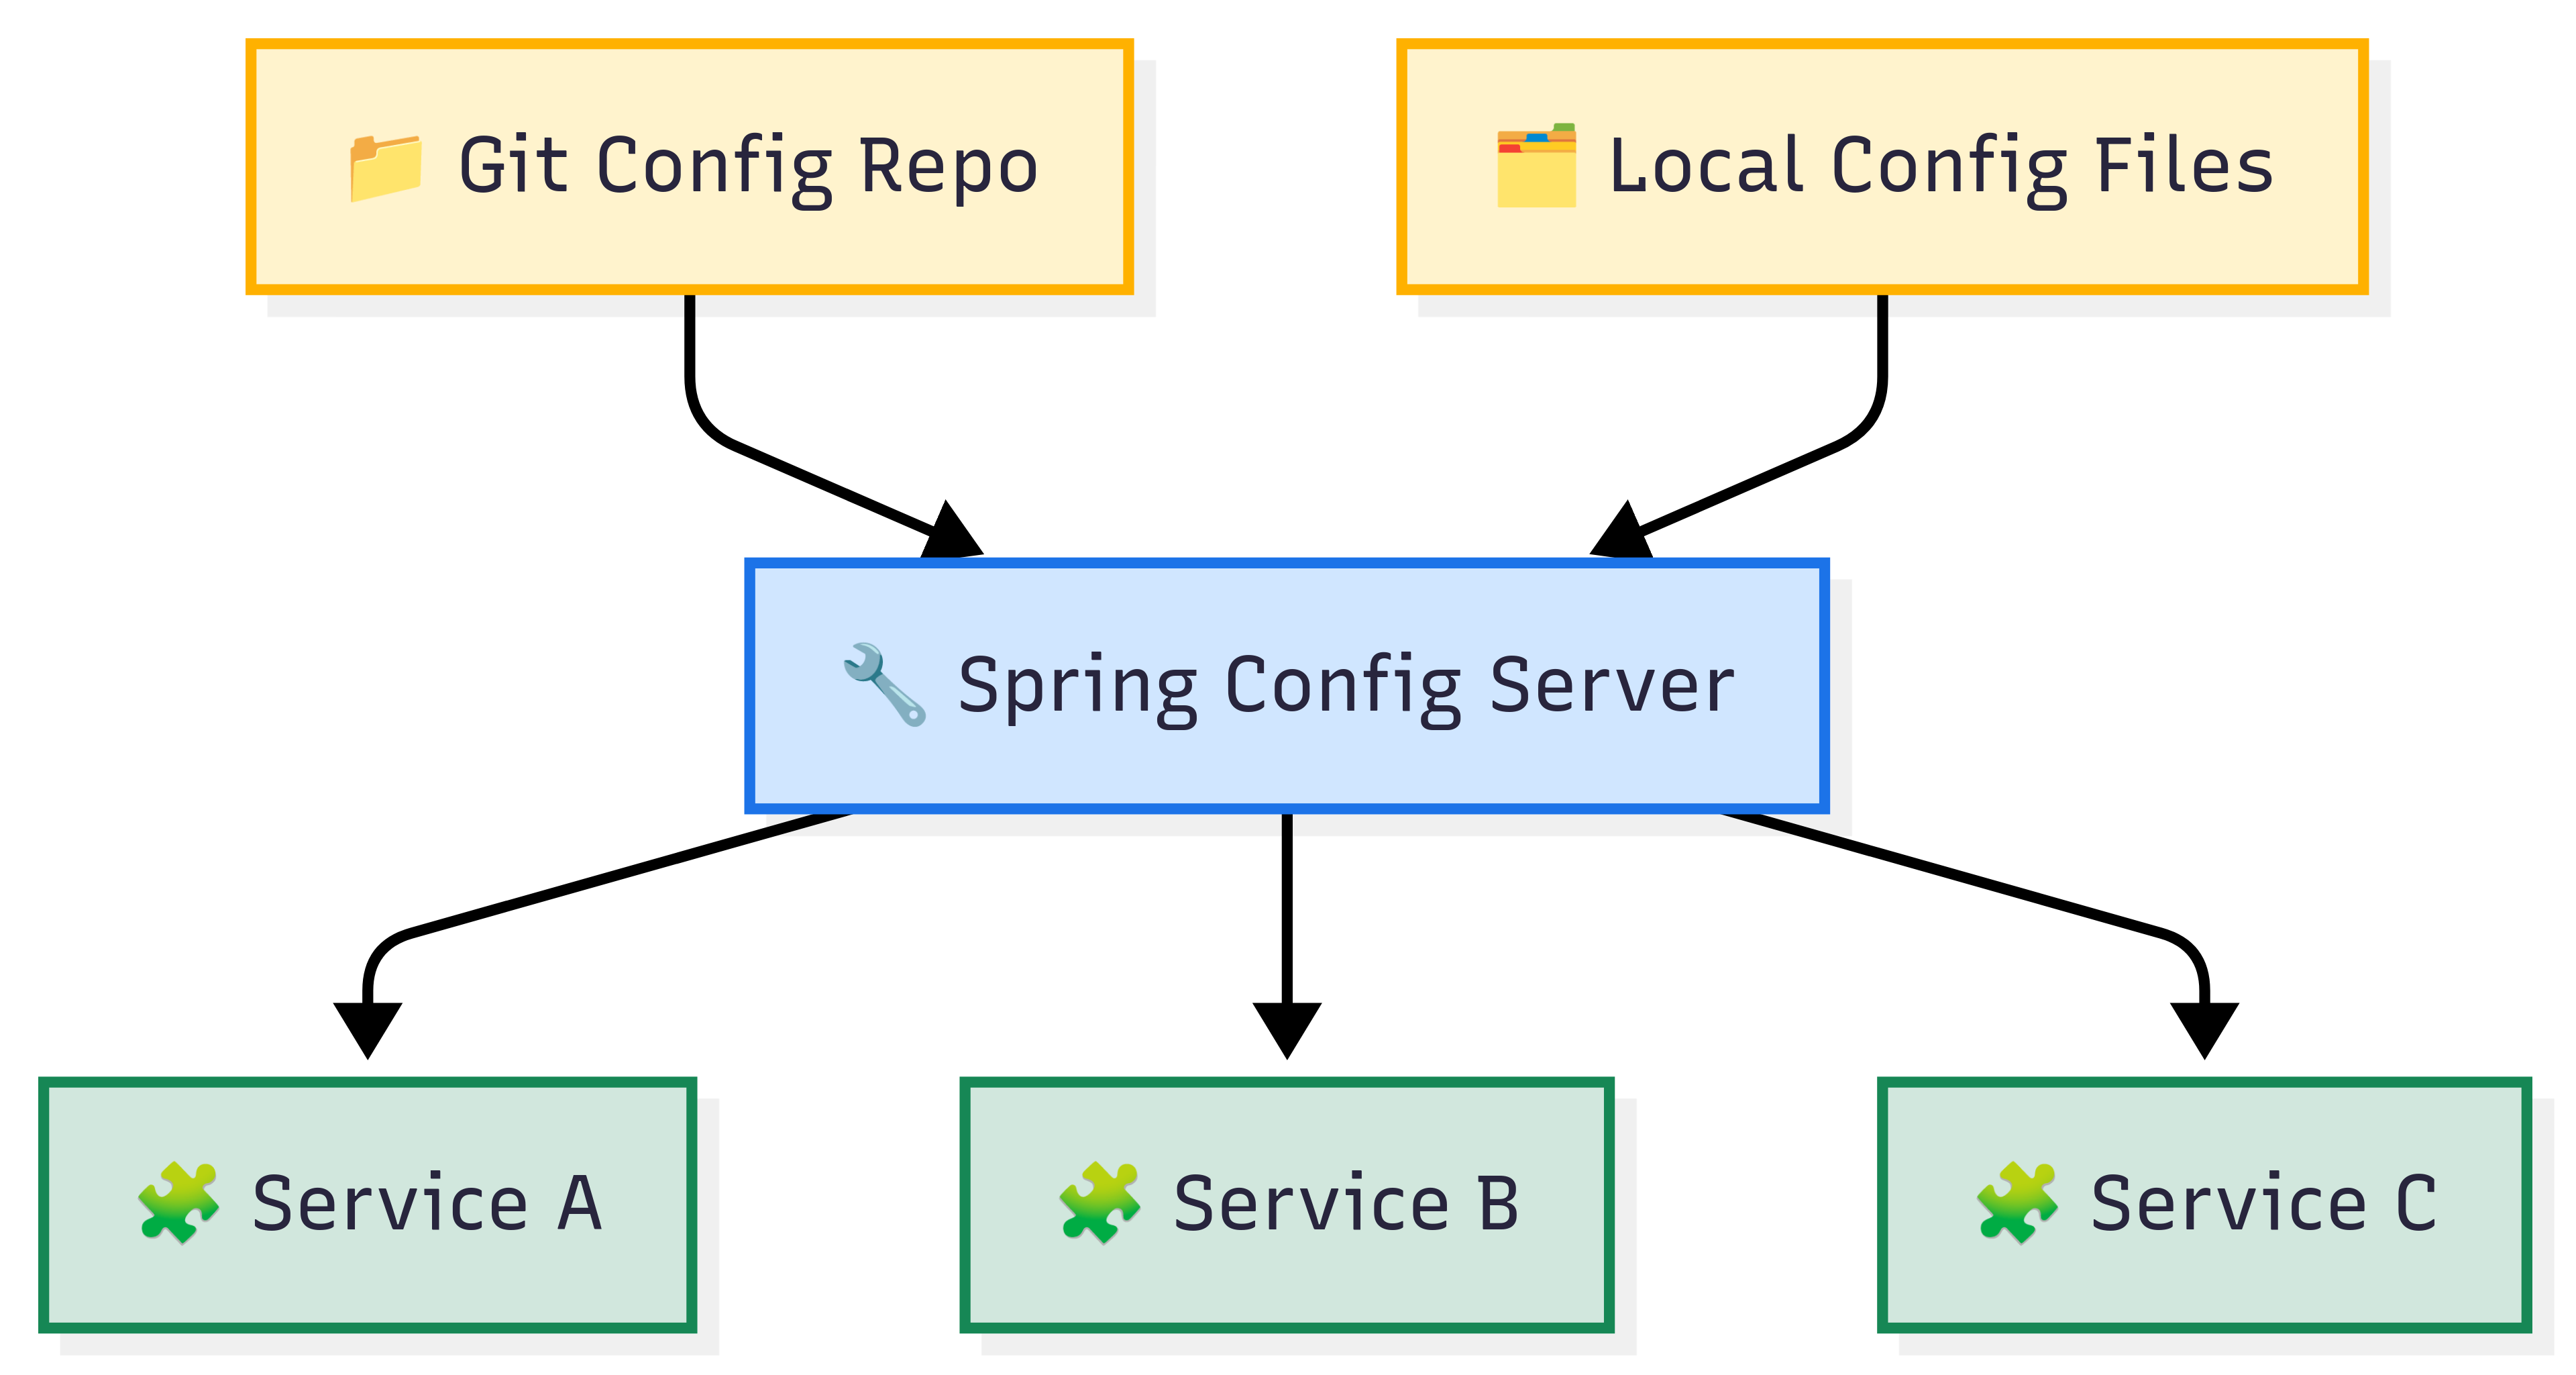 Git Config Repo
Local Config Files
Spring Config Server
Service A
Service B
Service C